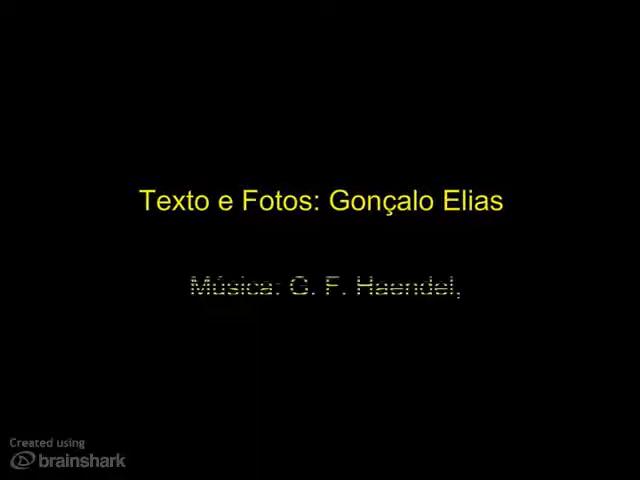 Texto e Fotos: Gonçalo Elias
Música: G. F. Haendel,
Created using
brainshark